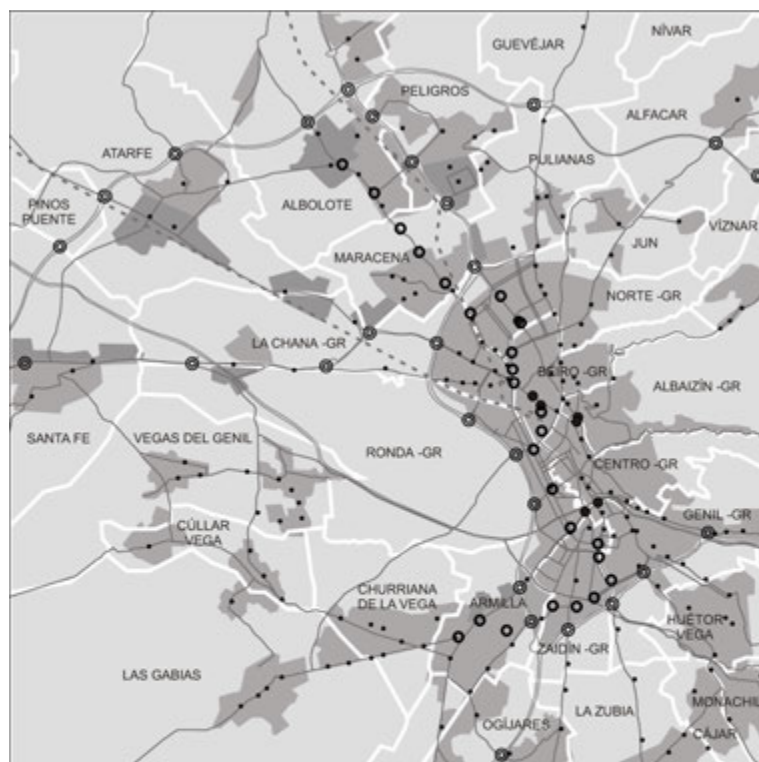 NÍVAR
GUEVÉJAR
PELIGROS
ALFACAR
ATARFE
PULIANAS
PINOS
PUENTE
ALBOLOTE
VÍZNAR
JUN
MARACENA
NORTE -GR
LA CHANA -GR
BEIRO -GR
ALBAIZÍN -GR
SANTA FE
VEGAS DEL GENIL
RONDA -GR
CENTRO -GR
GENIL -GR
CÚLLAR
VEGA
CHURRIANA
DE LA VEGA
ARMILLA
HUÉTOR
VEGA
ZAIDÍN -GR
LAS GABIAS
MONACHIL
LA ZUBIA
OGÍJARES
CÁJAR